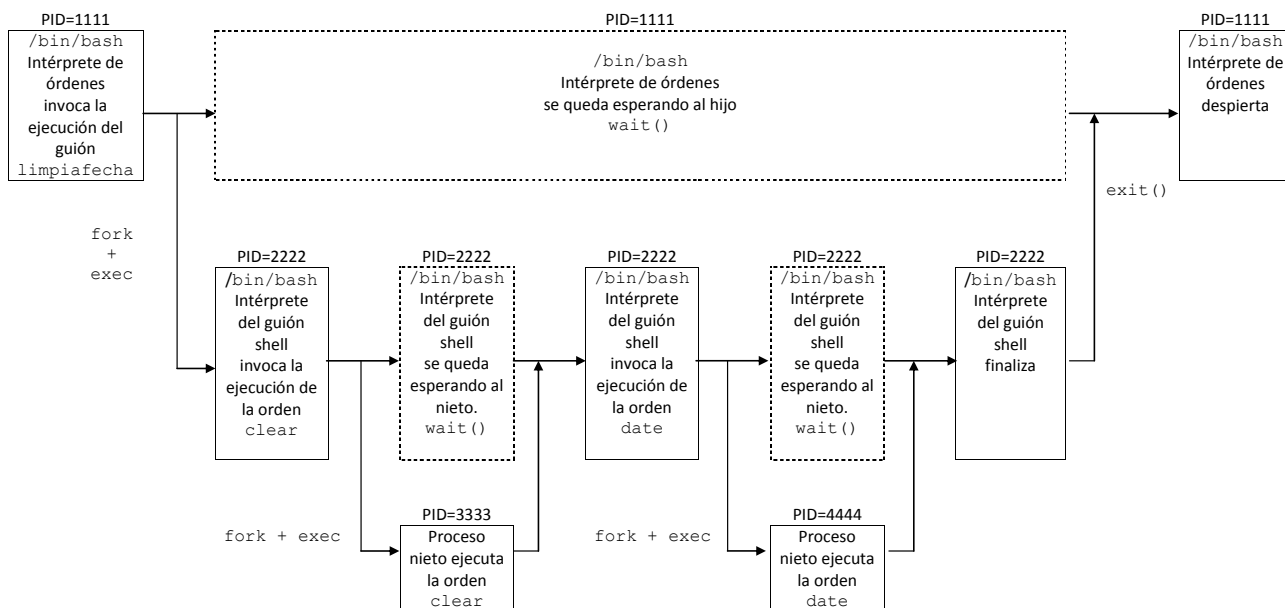 PID=1111
/bin/bash
Intérprete de
órdenes
invoca la
ejecución del
guión
limpiafecha
PID=1111
/bin/bash
Intérprete de órdenes
se queda esperando al hijo
wait()
PID=1111
/bin/bash
Intérprete de
órdenes
despierta
exit()
fork
+
exec
PID=2222
/bin/bash
Intérprete
del guión
shell
invoca la
ejecución de
la orden
clear
PID=2222
/bin/bash
Intérprete
del guión
shell
se queda
esperando al
nieto.
wait()
PID=2222
/bin/bash
Intérprete
del guión
shell
invoca la
ejecución de
la orden
date
PID=2222
/bin/bash
Intérprete
del guión
shell
se queda
esperando al
nieto.
wait()
PID=2222
/bin/bash
Intérprete
del guión
shell
finaliza
fork + exec
PID=3333
Proceso
nieto ejecuta
la orden
clear
fork + exec
PID=4444
Proceso
nieto ejecuta
la orden
date